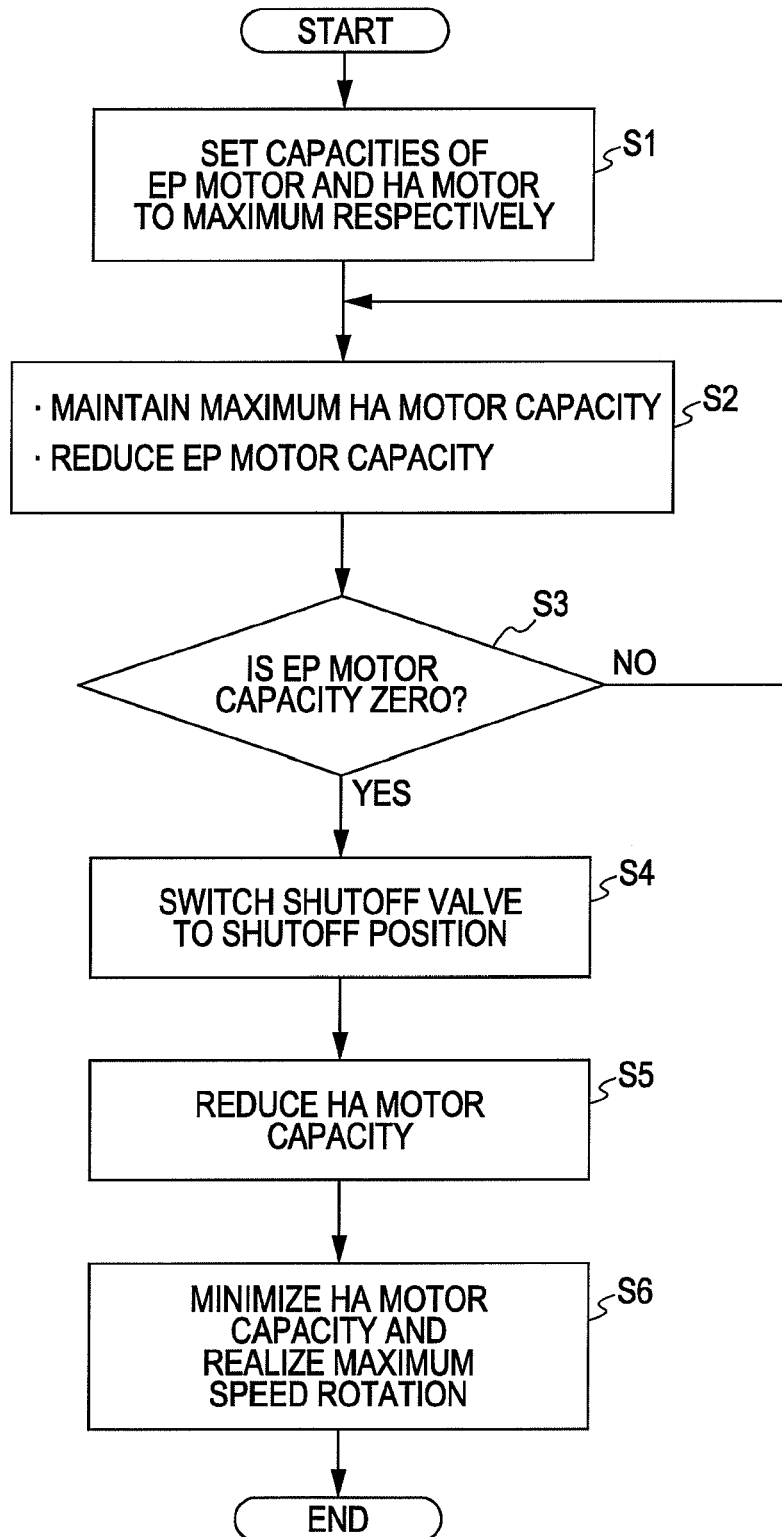 START
SET CAPACITIES OF
EP MOTOR AND HA MOTOR
TO MAXIMUM RESPECTIVELY
S1
· MAINTAIN MAXIMUM HA MOTOR CAPACITY
· REDUCE EP MOTOR CAPACITY
S2
S3
IS EP MOTOR
CAPACITY ZERO?
NO
YES
SWITCH SHUTOFF VALVE
TO SHUTOFF POSITION
S4
REDUCE HA MOTOR
CAPACITY
S5
MINIMIZE HA MOTOR
CAPACITY AND
REALIZE MAXIMUM
SPEED ROTATION
S6
END